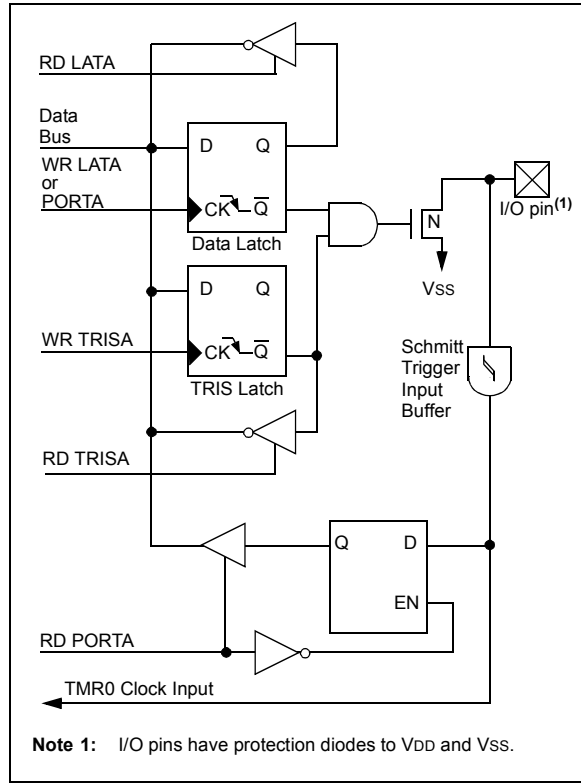 RD LATA
Data
Bus
D Q
WR LATA
or
PORTA
CK Q̅
Data Latch
N
I/O pin(1)
VSS
D Q
WR TRISA
CK Q̅
TRIS Latch
Schmitt
Trigger
Input
Buffer
RD TRISA
Q D
EN
RD PORTA
TMR0 Clock Input
Note 1: I/O pins have protection diodes to VDD and VSS.